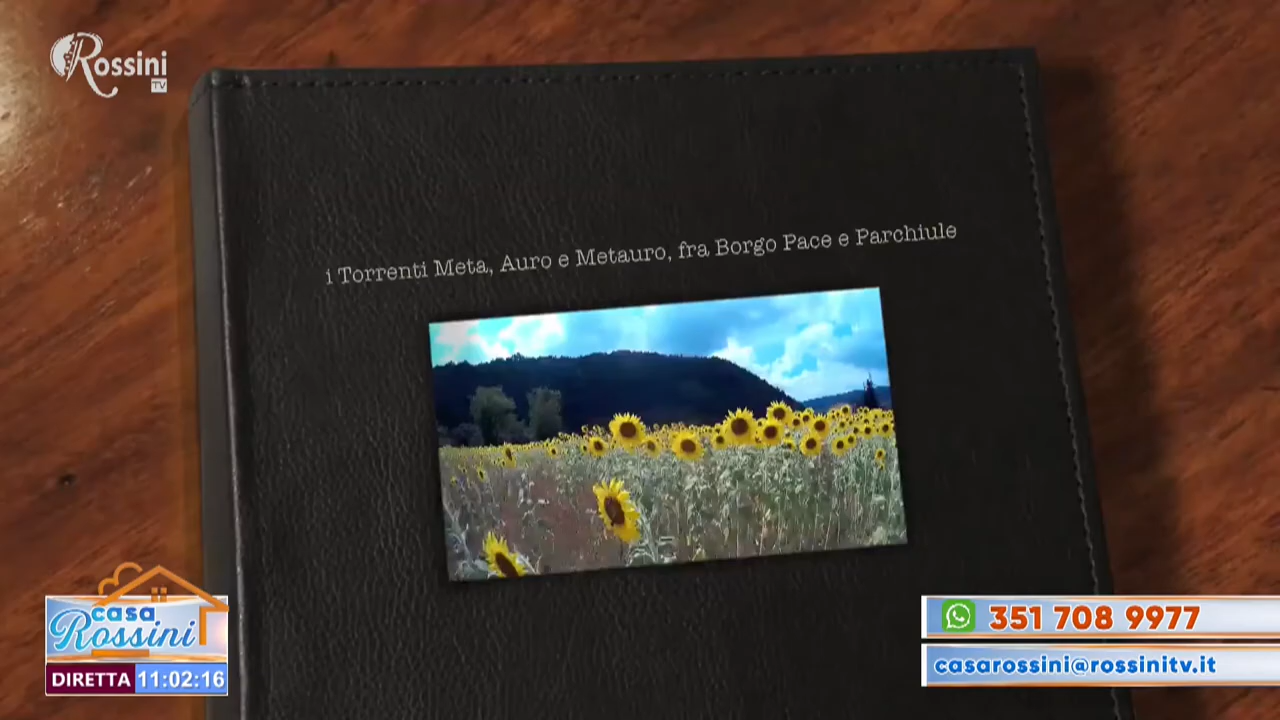 Rossini
TV
i Torrenti Meta, Auro e Metauro, fra Borgo Pace e Parchiule
casa
Rossini
DIRETTA 11:02:16
351 708 9977
casarossini@rossinitv.it